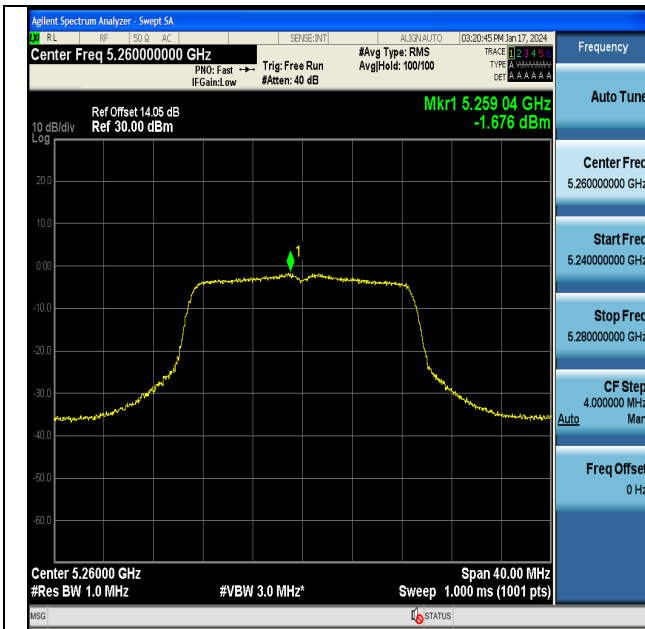 Agilent Spectrum Analyzer - Swept SA
LXI RL RF 50 Ω AC SENSE:INT ALIGN AUTO 03:20:45 PM Jan 17, 2024
Center Freq 5.260000000 GHz
PNO: Fast
IFGain:Low
Trig: Free Run
#Atten: 40 dB
#Avg Type: RMS
Avg|Hold: 100/100
TRACE 1 2 3 4 5 6
TYPE A
DET A A A A A A
Mkr1 5.259 04 GHz
-1.676 dBm
Ref Offset 14.05 dB
10 dB/div Ref 30.00 dBm
Log
1
20.0
10.0
0.00
-10.0
-20.0
-30.0
-40.0
-50.0
-60.0
Center 5.26000 GHz Span 40.00 MHz
#Res BW 1.0 MHz #VBW 3.0 MHz* Sweep 1.000 ms (1001 pts)
MSG STATUS
Frequency
Auto Tune
Center Freq
5.260000000 GHz
Start Freq
5.240000000 GHz
Stop Freq
5.280000000 GHz
CF Step
4.000000 MHz
Auto Man
Freq Offset
0 Hz